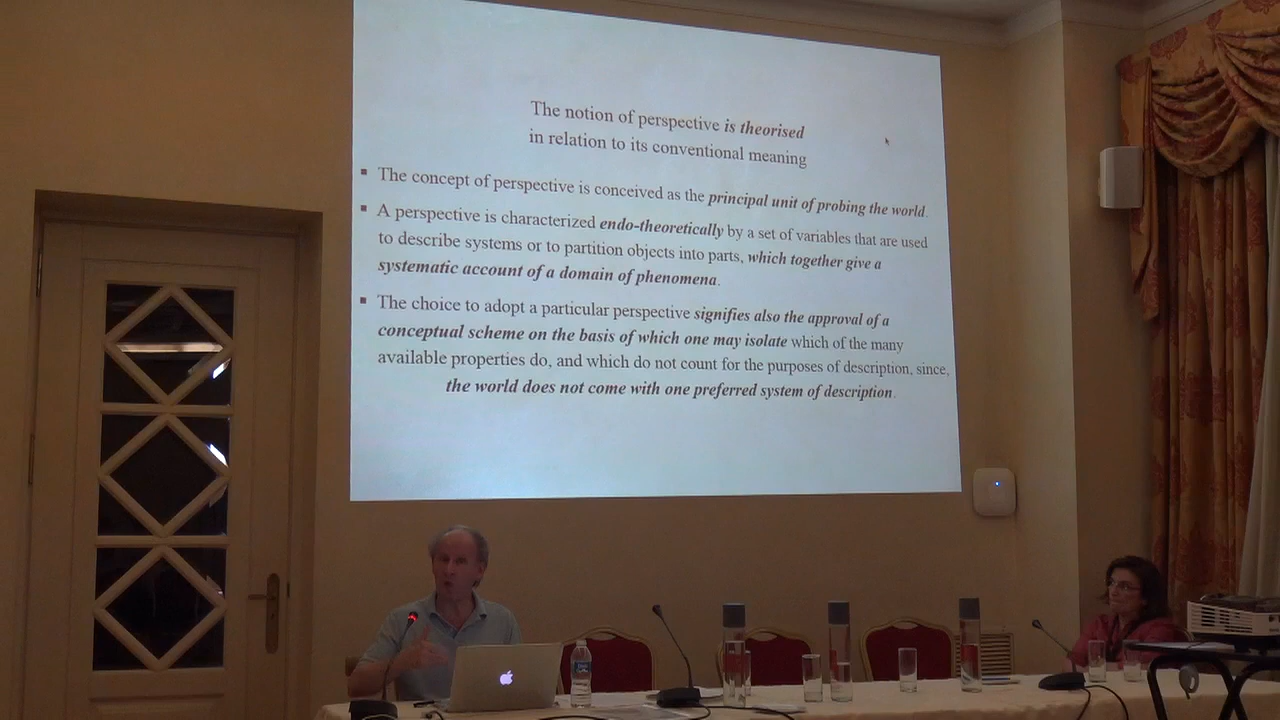 The notion of perspective is theorised
in relation to its conventional meaning
▪ The concept of perspective is conceived as the principal unit of probing the world.
▪ A perspective is characterized endo-theoretically by a set of variables that are used
to describe systems or to partition objects into parts, which together give a
systematic account of a domain of phenomena.
▪ The choice to adopt a particular perspective signifies also the approval of a
conceptual scheme on the basis of which one may isolate which of the many
available properties do, and which do not count for the purposes of description, since,
the world does not come with one preferred system of description.